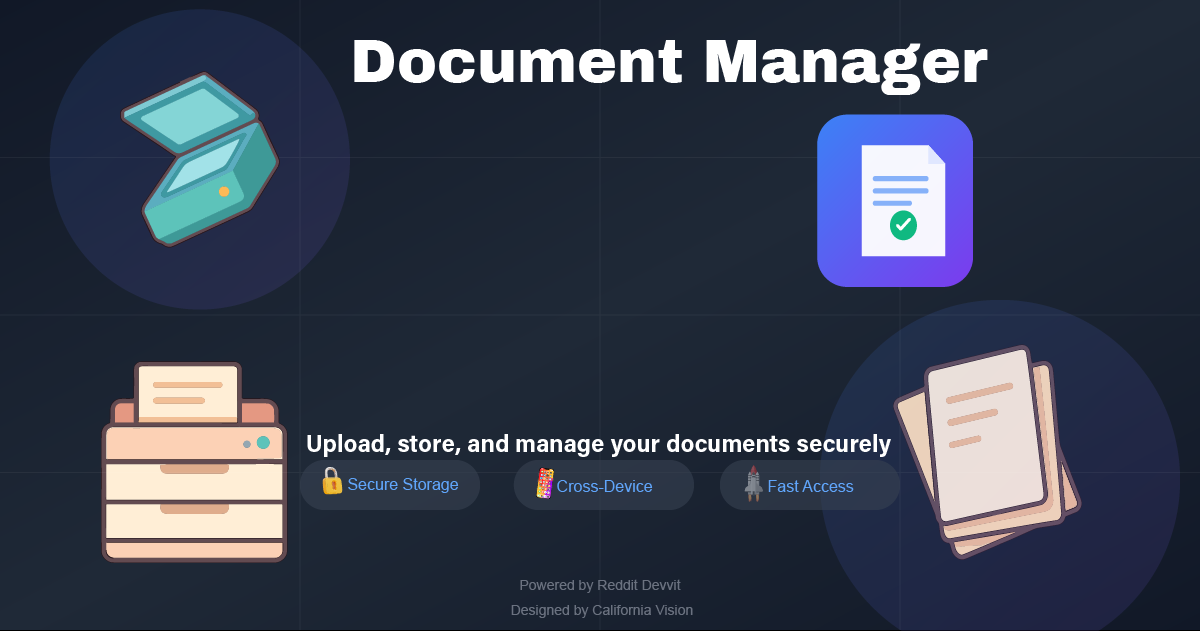 Document Manager
Upload, store, and manage your documents securely
Secure Storage
Cross-Device
Fast Access
Powered by Reddit Devvit
Designed by California Vision